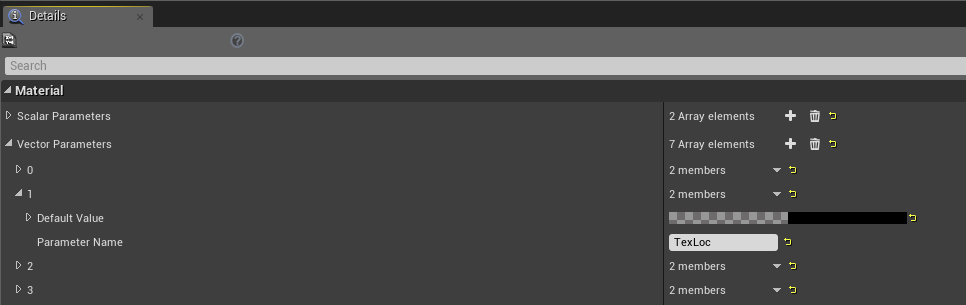 Details
Search
Material
Scalar Parameters 2 Array elements
Vector Parameters 7 Array elements
0 2 members
1 2 members
Default Value
Parameter Name TexLoc
2 2 members
3 2 members